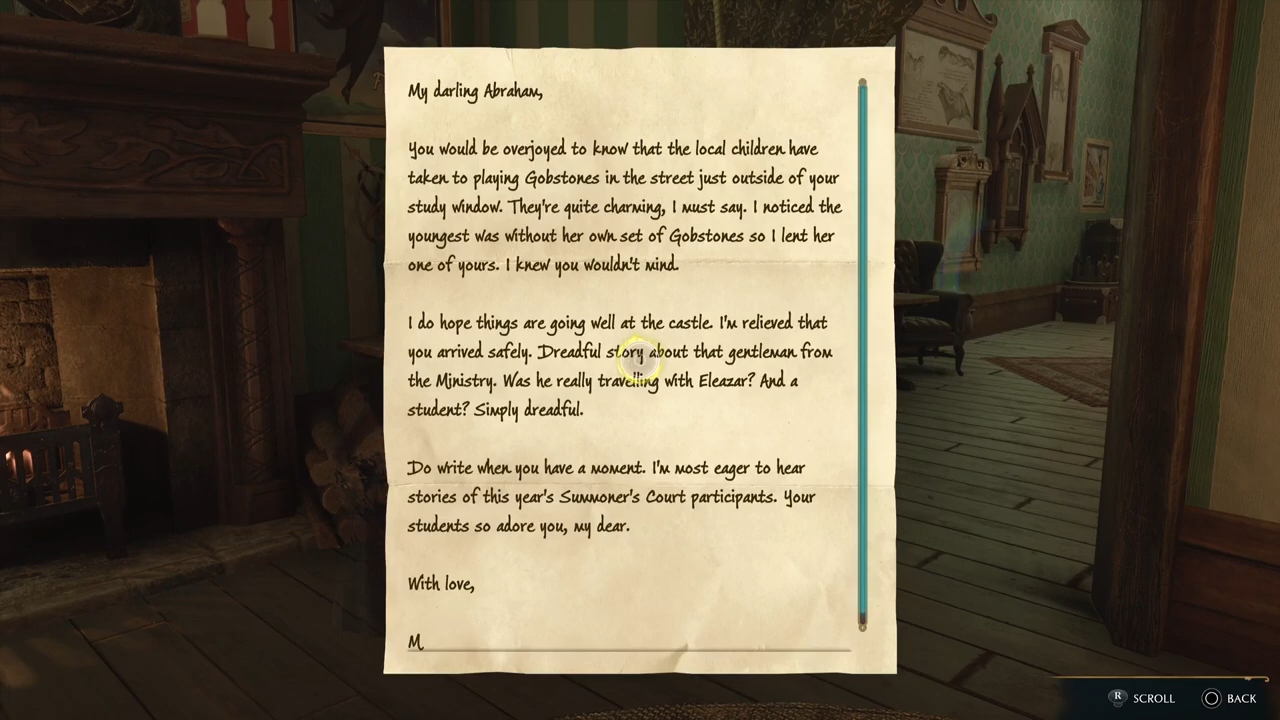 My darling Abraham,
You would be overjoyed to know that the local children have
taken to playing Gobstones in the street just outside of your
study window. They're quite charming, I must say. I noticed the
youngest was without her own set of Gobstones so I lent her
one of yours. I knew you wouldn't mind.
I do hope things are going well at the castle. I'm relieved that
you arrived safely. Dreadful story about that gentleman from
the Ministry. Was he really travelling with Eleazar? And a
student? Simply dreadful.
Do write when you have a moment. I'm most eager to hear
stories of this year's Summoner's Court participants. Your
students so adore you, my dear.
With love,
M
R SCROLL BACK